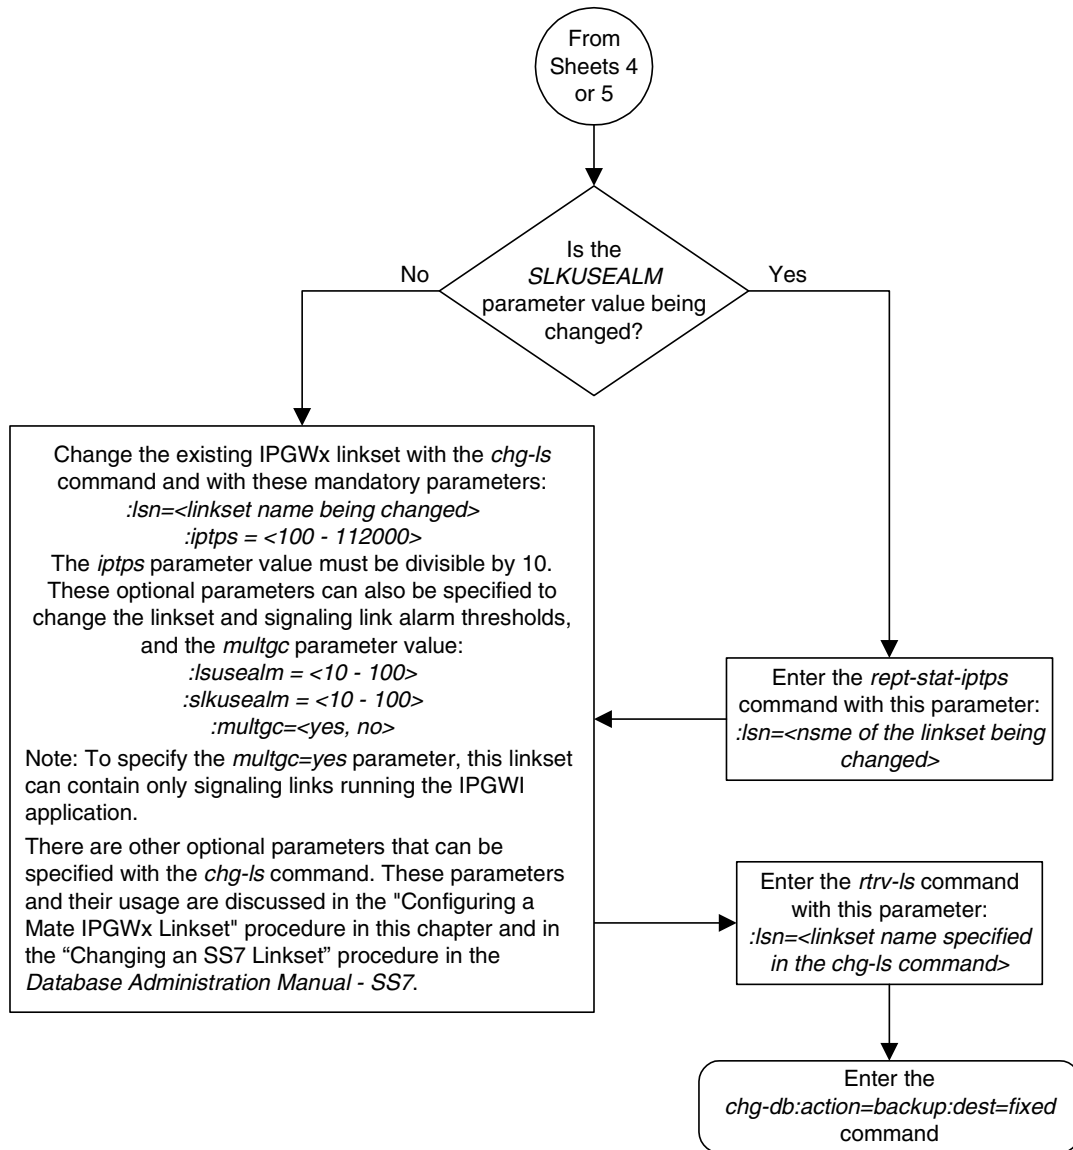 From
Sheets 4
or 5
Is the
SLKUSEALM
parameter value being
changed?
No
Yes
Change the existing IPGWx linkset with the chg-ls
command and with these mandatory parameters:
:lsn=<linkset name being changed>
:iptps = <100 - 112000>
The iptps parameter value must be divisible by 10.
These optional parameters can also be specified to
change the linkset and signaling link alarm thresholds,
and the multgc parameter value:
:lsusealm = <10 - 100>
:slkusealm = <10 - 100>
:multgc=<yes, no>
Note: To specify the multgc=yes parameter, this linkset
can contain only signaling links running the IPGWI
application.
There are other optional parameters that can be
specified with the chg-ls command. These parameters
and their usage are discussed in the "Configuring a
Mate IPGWx Linkset" procedure in this chapter and in
the “Changing an SS7 Linkset” procedure in the
Database Administration Manual - SS7.
Enter the rept-stat-iptps
command with this parameter:
:lsn=<nsme of the linkset being
changed>
Enter the rtrv-ls command
with this parameter:
:lsn=<linkset name specified
in the chg-ls command>
Enter the
chg-db:action=backup:dest=fixed
command